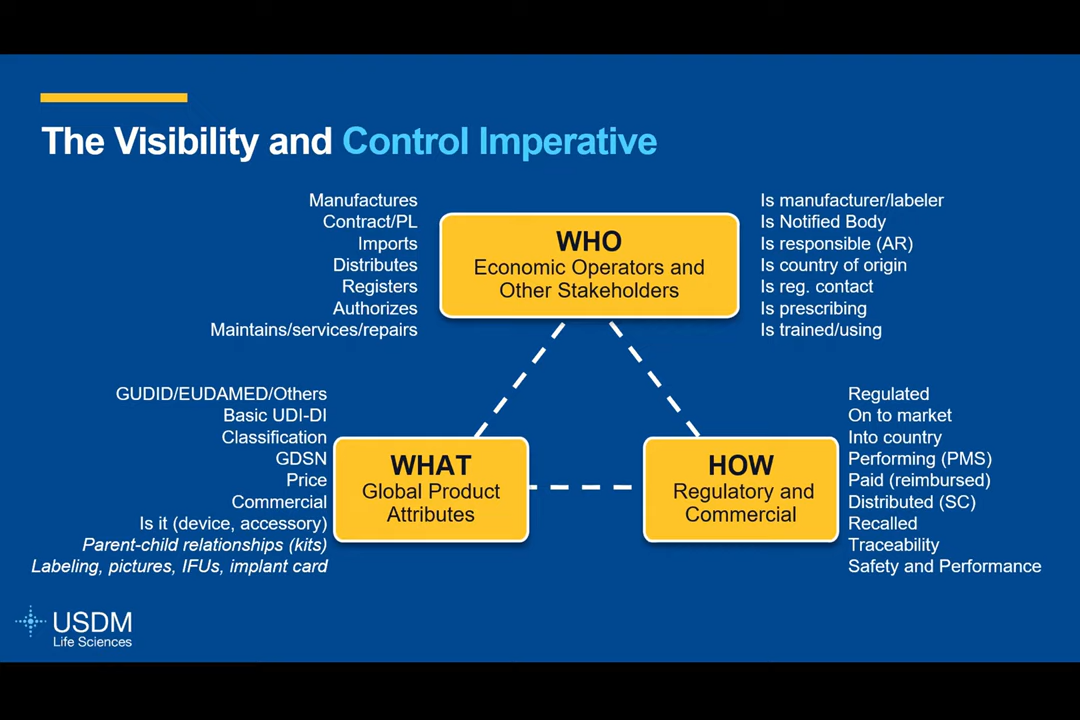 The Visibility and Control Imperative
Manufactures
Contract/PL
Imports
Distributes
Registers
Authorizes
Maintains/services/repairs
WHO
Economic Operators and
Other Stakeholders
Is manufacturer/labeler
Is Notified Body
Is responsible (AR)
Is country of origin
Is reg. contact
Is prescribing
Is trained/using
GUDID/EUDAMED/Others
Basic UDI-DI
Classification
GDSN
Price
Commercial
Is it (device, accessory)
Parent-child relationships (kits)
Labeling, pictures, IFUs, implant card
WHAT
Global Product
Attributes
HOW
Regulatory and
Commercial
Regulated
On to market
Into country
Performing (PMS)
Paid (reimbursed)
Distributed (SC)
Recalled
Traceability
Safety and Performance
USDM
Life Sciences